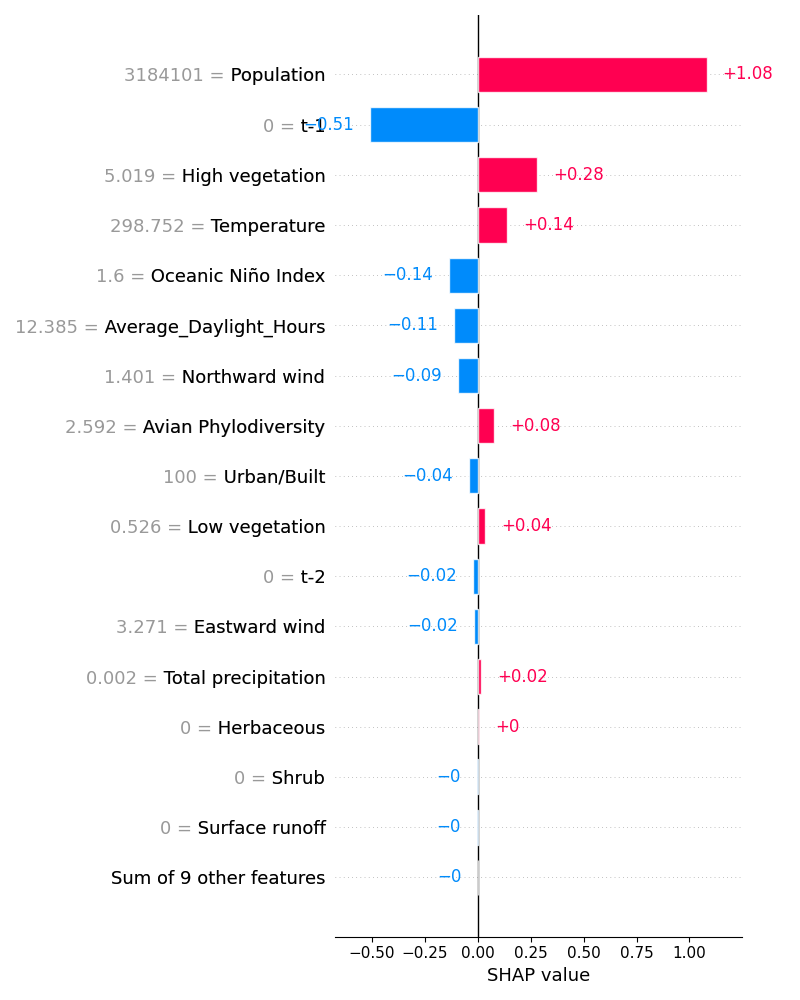 3184101 = Population +1.08
0 = t-1 −0.51
5.019 = High vegetation +0.28
298.752 = Temperature +0.14
1.6 = Oceanic Niño Index −0.14
12.385 = Average_Daylight_Hours −0.11
1.401 = Northward wind −0.09
2.592 = Avian Phylodiversity +0.08
100 = Urban/Built −0.04
0.526 = Low vegetation +0.04
0 = t-2 −0.02
3.271 = Eastward wind −0.02
0.002 = Total precipitation +0.02
0 = Herbaceous +0
0 = Shrub −0
0 = Surface runoff −0
Sum of 9 other features −0
−0.50 −0.25 0.00 0.25 0.50 0.75 1.00
SHAP value